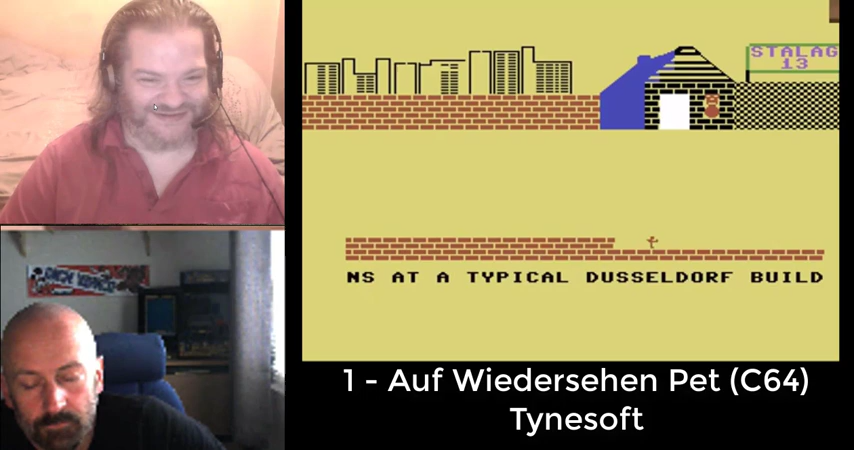 STALAG
13
NS AT A TYPICAL DUSSELDORF BUILD
1 - Auf Wiedersehen Pet (C64)
Tynesoft